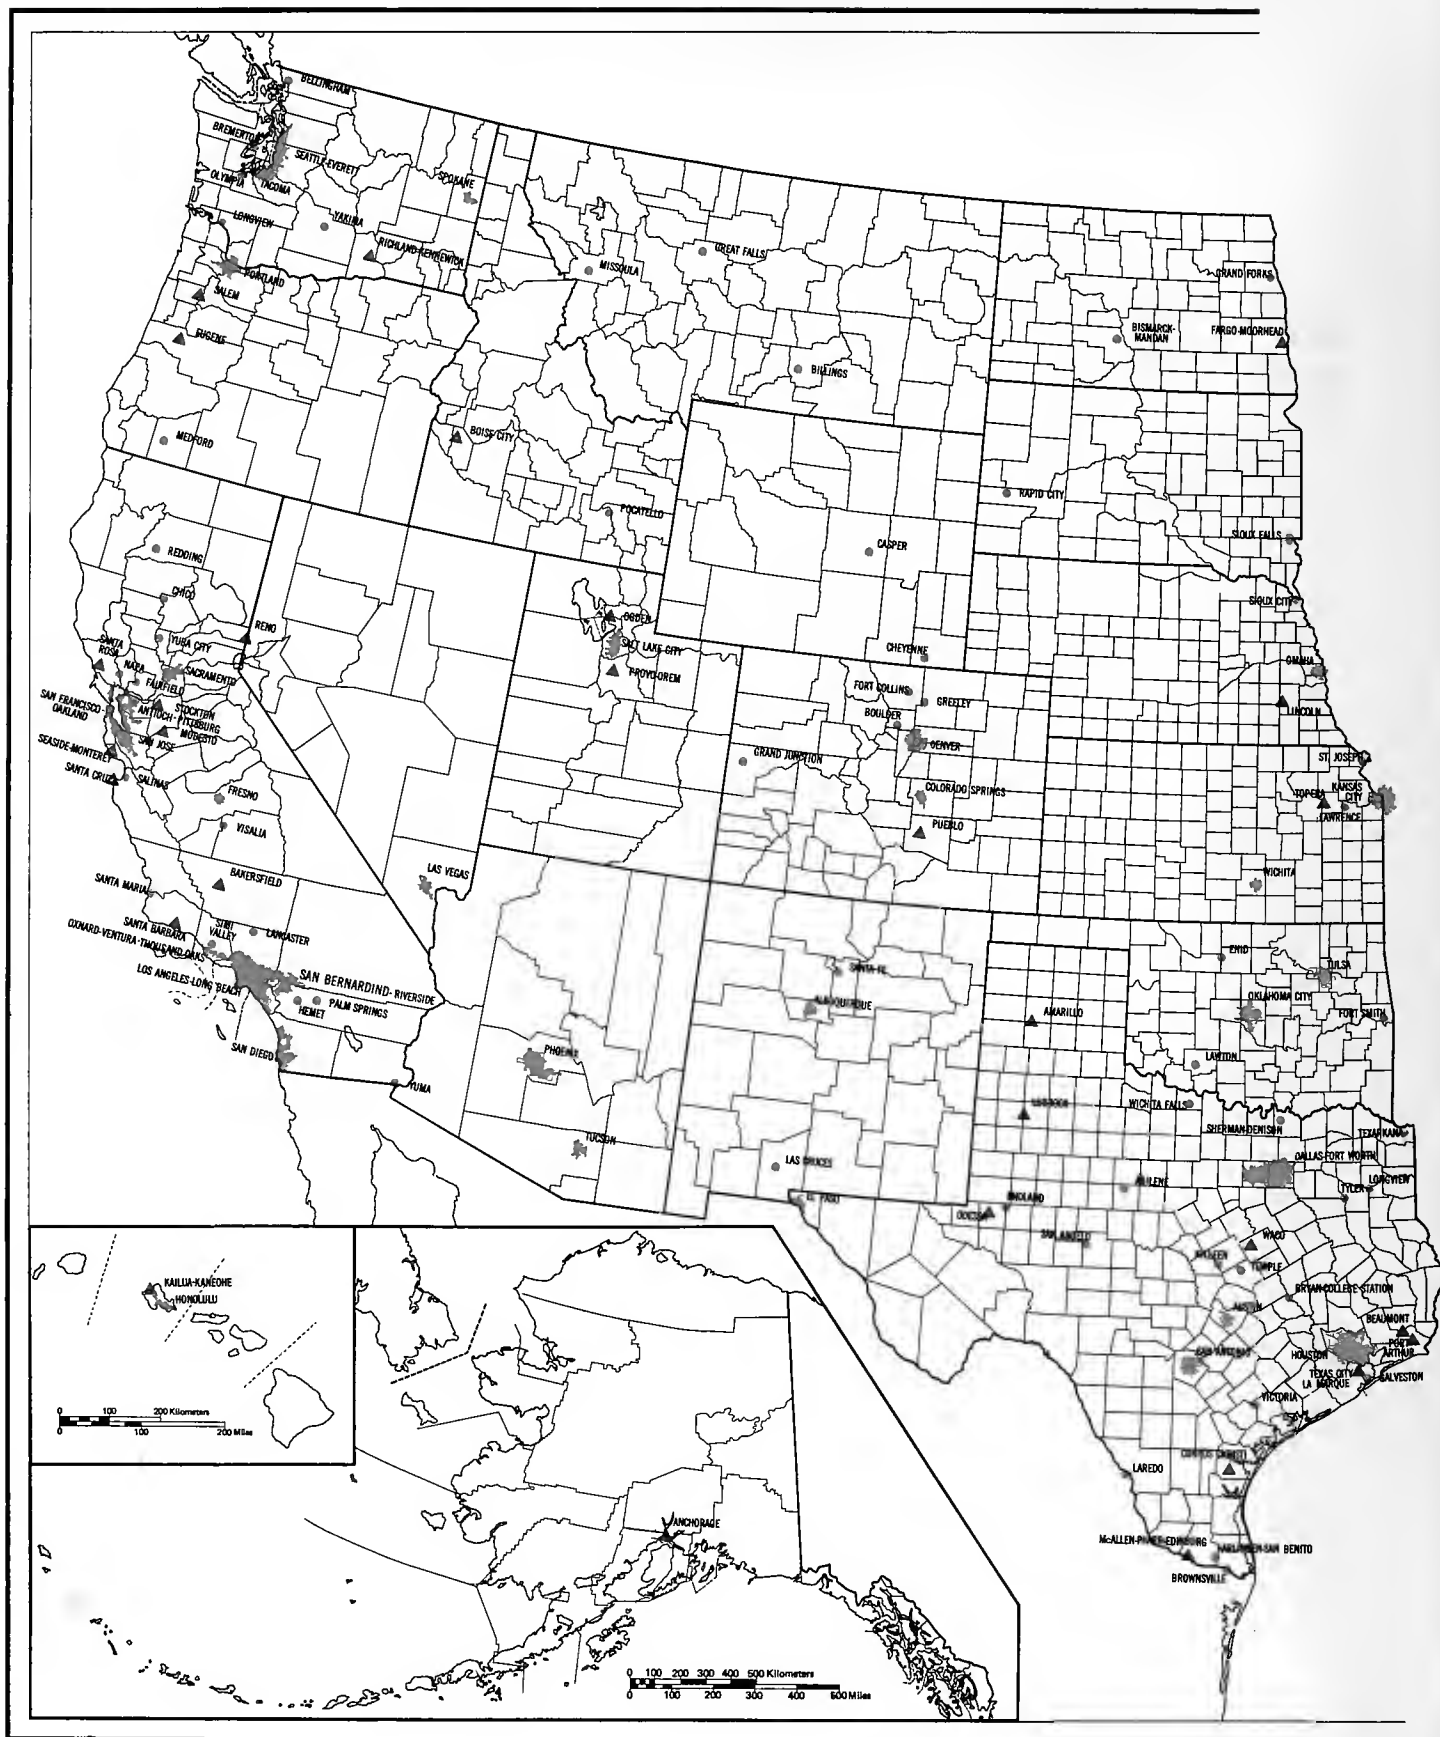 BELLINGHAM
BREMERTON
SEATTLE-EVERETT
OLYMPIA
TACOMA
SPOKANE
LONGVIEW
YAKIMA
RICHLAND-KENNEWICK
PORTLAND
SALEM
EUGENE
MEDFORD
MISSOULA
GREAT FALLS
BILLINGS
BOISE CITY
POCATELLO
GRAND FORKS
BISMARCK-
MANDAN
FARGO-MOORHEAD
RAPID CITY
SIOUX FALLS
CASPER
CHEYENNE
SIOUX CITY
OMAHA
LINCOLN
REDDING
CHICO
YUBA CITY
RENO
SANTA
ROSA
NAPA
FAIRFIELD
SACRAMENTO
SAN FRANCISCO-
OAKLAND
STOCKTON
ANTIOCH-PITTSBURG
MODESTO
SAN JOSE
SEASIDE-MONTEREY
SANTA CRUZ
SALINAS
FRESNO
VISALIA
BAKERSFIELD
SANTA MARIA
SANTA BARBARA
SIMI
VALLEY
LANCASTER
OXNARD-VENTURA-THOUSAND OAKS
LOS ANGELES-LONG BEACH
SAN BERNARDINO-RIVERSIDE
PALM SPRINGS
HEMET
SAN DIEGO
YUMA
LAS VEGAS
OGDEN
SALT LAKE CITY
PROVO-OREM
FORT COLLINS
GREELEY
BOULDER
DENVER
GRAND JUNCTION
COLORADO SPRINGS
PUEBLO
ST. JOSEPH
TOPEKA
KANSAS
CITY
LAWRENCE
WICHITA
ENID
TULSA
OKLAHOMA CITY
FORT SMITH
LAWTON
SANTA FE
ALBUQUERQUE
LAS CRUCES
PHOENIX
TUCSON
AMARILLO
LUBBOCK
WICHITA FALLS
SHERMAN-DENISON
TEXARKANA
DALLAS-FORT WORTH
ABILENE
TYLER
LONGVIEW
EL PASO
MIDLAND
ODESSA
SAN ANGELO
WACO
KILLEEN
TEMPLE
BRYAN-COLLEGE STATION
AUSTIN
BEAUMONT
PORT
ARTHUR
HOUSTON
SAN ANTONIO
TEXAS CITY
LA MARQUE
GALVESTON
VICTORIA
CORPUS CHRISTI
LAREDO
McALLEN-PHARR-EDINBURG
HARLINGEN-SAN BENITO
BROWNSVILLE
KAILUA-KANEOHE
HONOLULU
0 100 200 Kilometers
0 100 200 Miles
ANCHORAGE
0 100 200 300 400 500 Kilometers
0 100 200 300 400 500 Miles